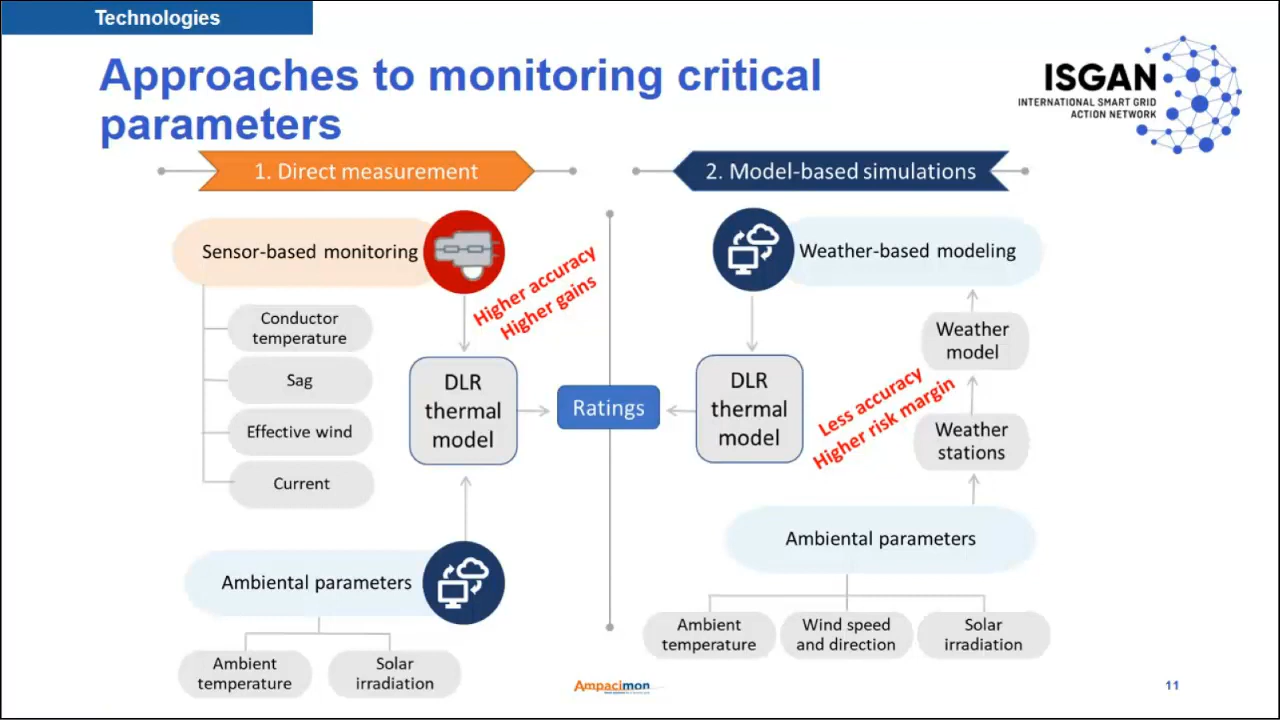 Technologies
Approaches to monitoring critical
parameters
ISGAN
INTERNATIONAL SMART GRID
ACTION NETWORK
1. Direct measurement
Sensor-based monitoring
Higher accuracy
Higher gains
Conductor
temperature
Sag
Effective wind
Current
DLR
thermal
model
Ambiental parameters
Ambient
temperature
Solar
irradiation
Ratings
2. Model-based simulations
Weather-based modeling
Weather
model
DLR
thermal
model
Less accuracy
Higher risk margin
Weather
stations
Ambiental parameters
Ambient
temperature
Wind speed
and direction
Solar
irradiation
Ampacimon
11